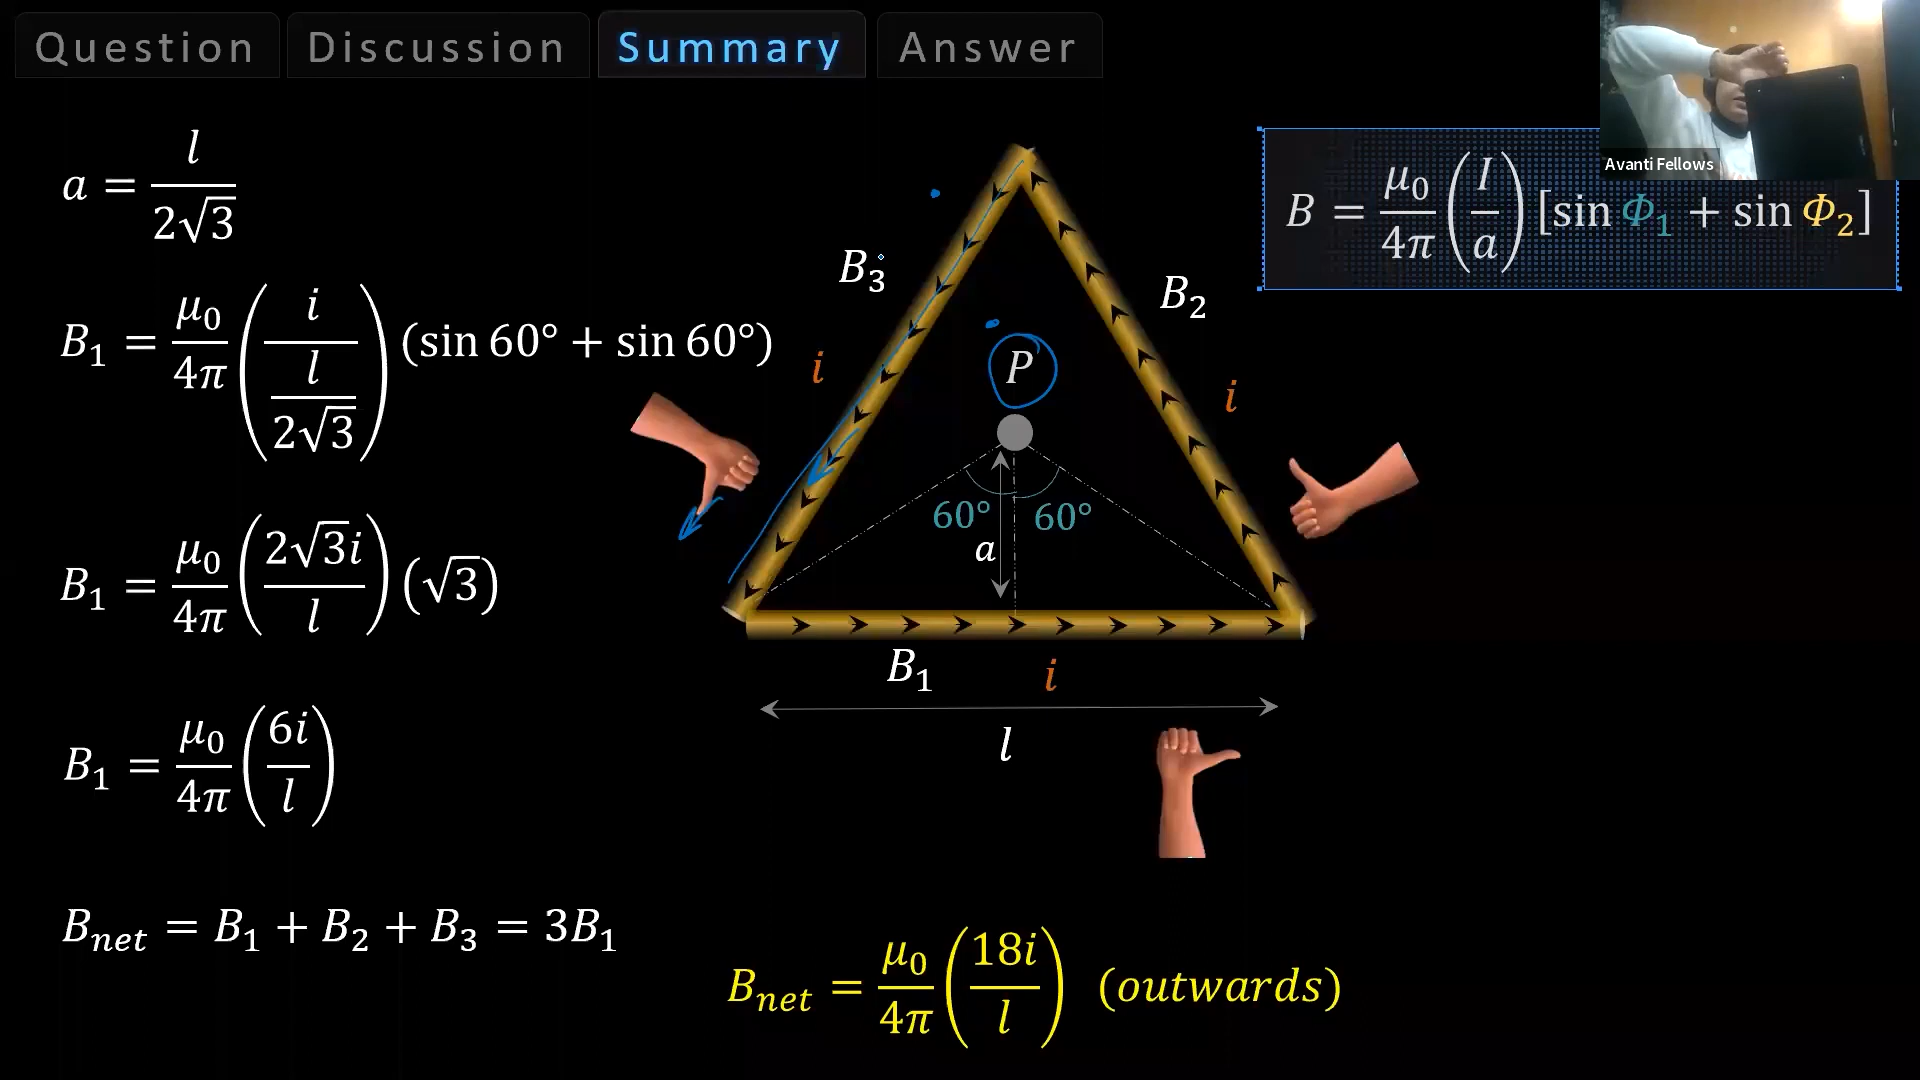 Question Discussion Summary Answer
Avanti Fellows
a = l / 2√3
B = μ₀/4π (I/a) [sin Φ₁ + sin Φ₂]
B₁ = μ₀/4π (i / (l / 2√3)) (sin 60° + sin 60°)
B₁ = μ₀/4π (2√3i / l) (√3)
B₁ = μ₀/4π (6i / l)
B_net = B₁ + B₂ + B₃ = 3B₁
B₃
B₂
i
P
i
60° 60°
a
B₁ i
l
B_net = μ₀/4π (18i / l) (outwards)